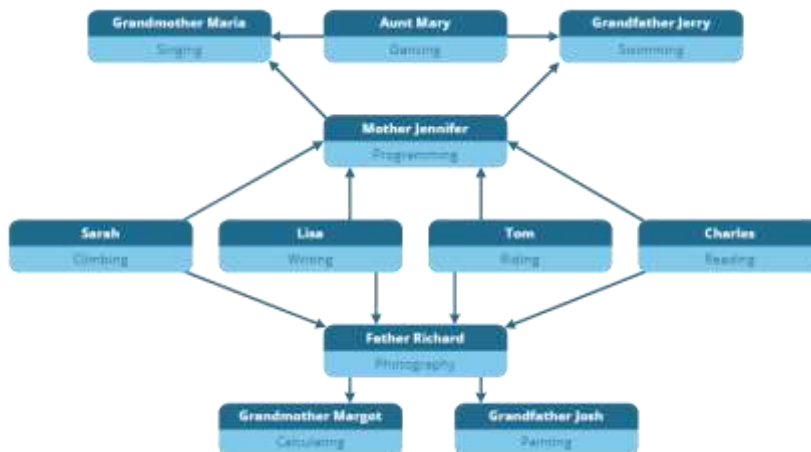 Grandmother Maria
Singing
Aunt Mary
Dancing
Grandfather Jerry
Swimming
Mother Jennifer
Programming
Sarah
Climbing
Lisa
Writing
Tom
Riding
Charles
Reading
Father Richard
Photography
Grandmother Margot
Calculating
Grandfather Josh
Painting